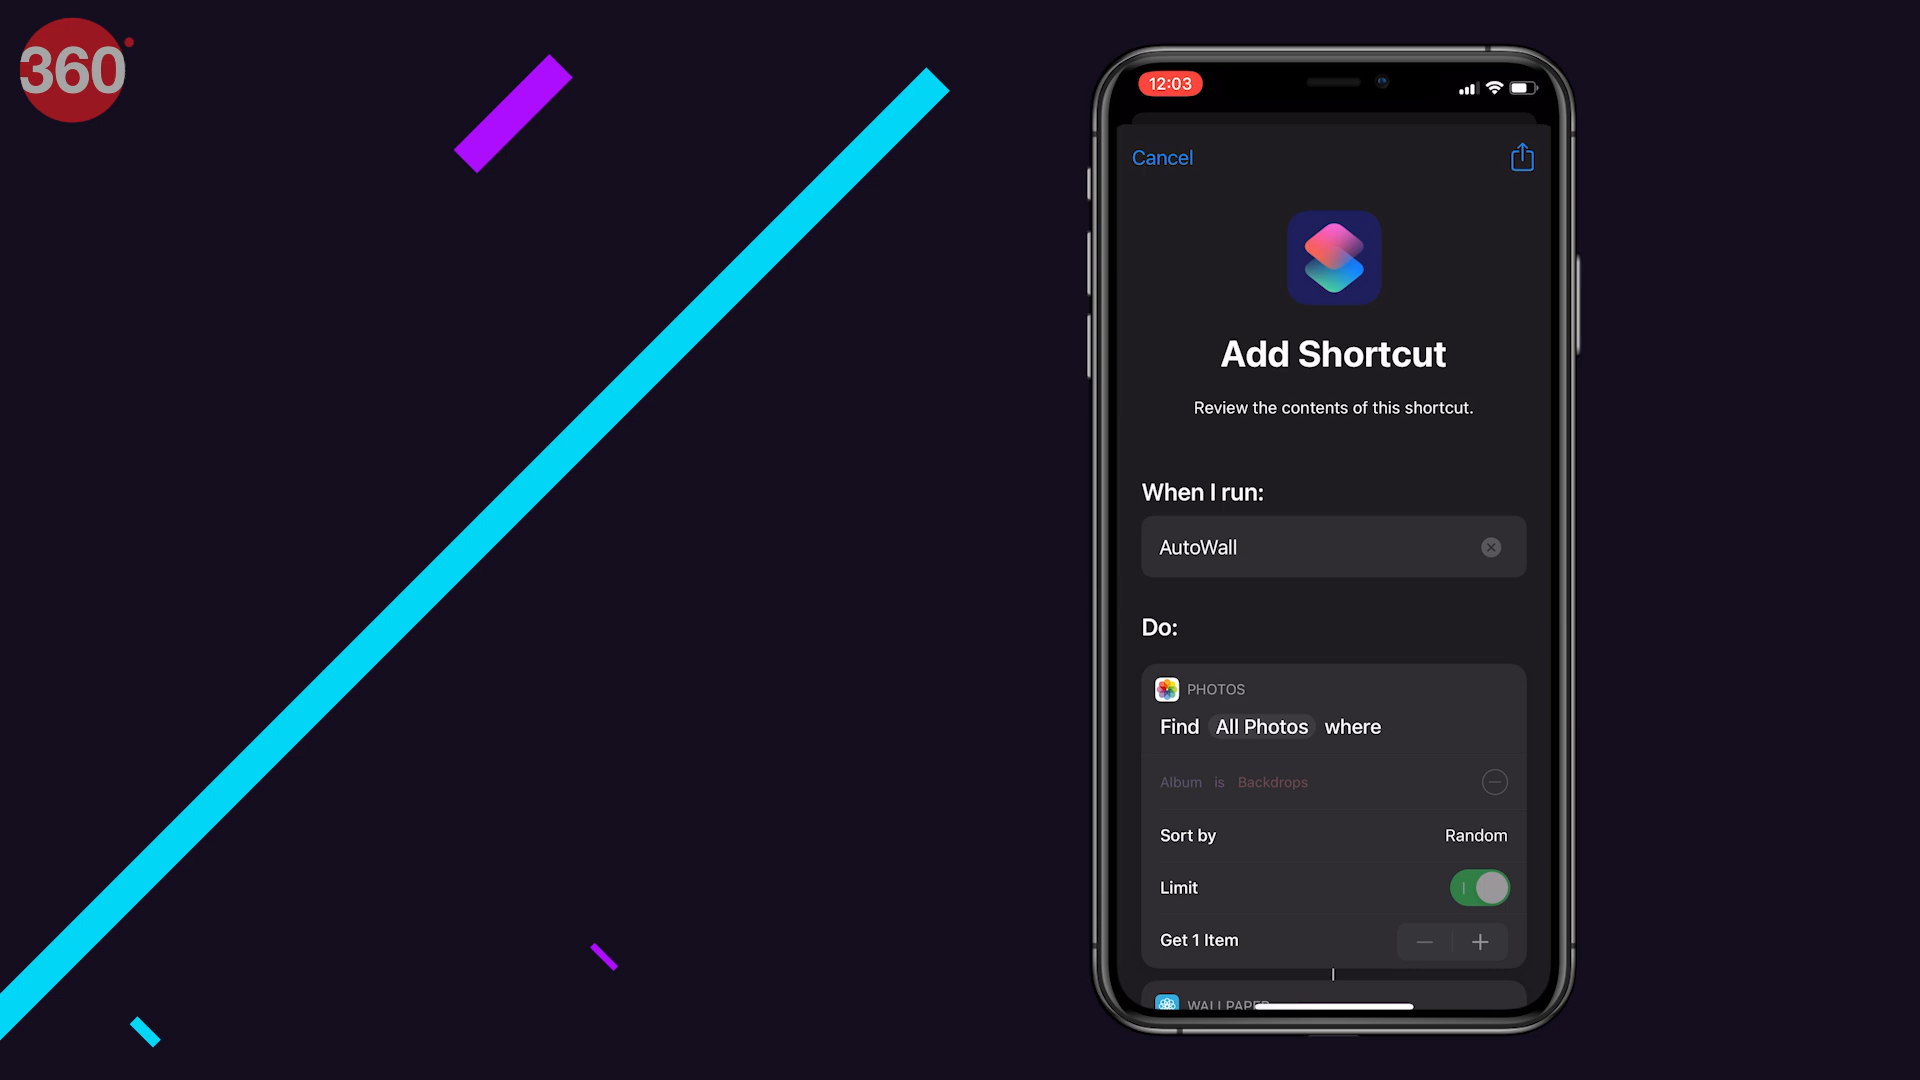 360
12:03
Cancel
Add Shortcut
Review the contents of this shortcut.
When I run:
AutoWall
Do:
PHOTOS
Find All Photos where
Album is Backdrops
Sort by Random
Limit
Get 1 Item
WALLPAPER